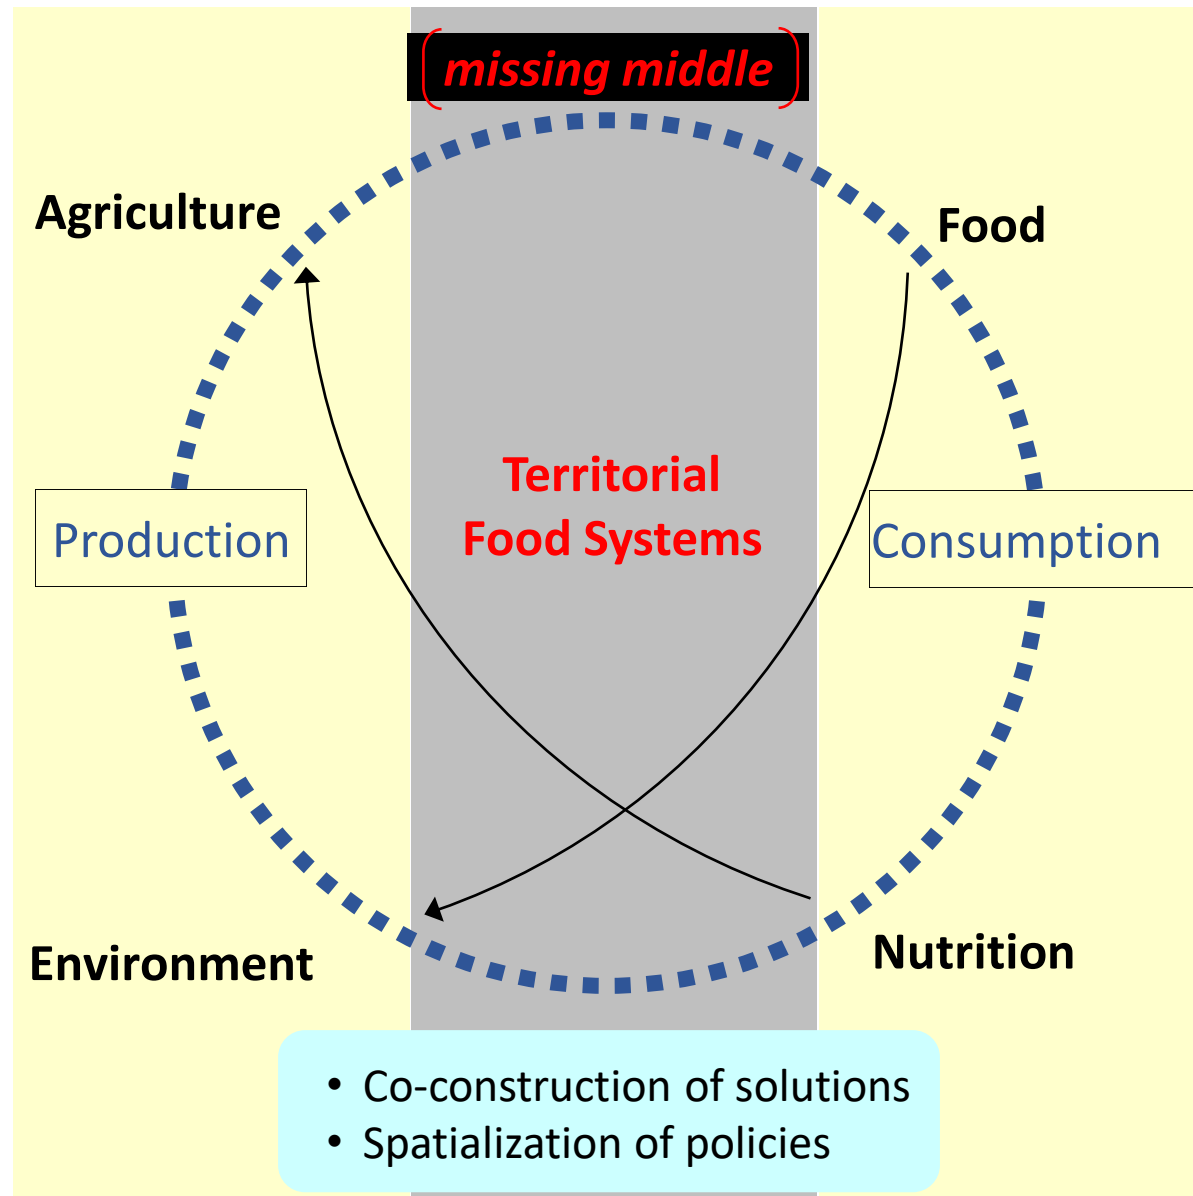 (missing middle)
Agriculture
Food
Territorial
Food Systems
Production
Consumption
Environment
Nutrition
• Co-construction of solutions
• Spatialization of policies